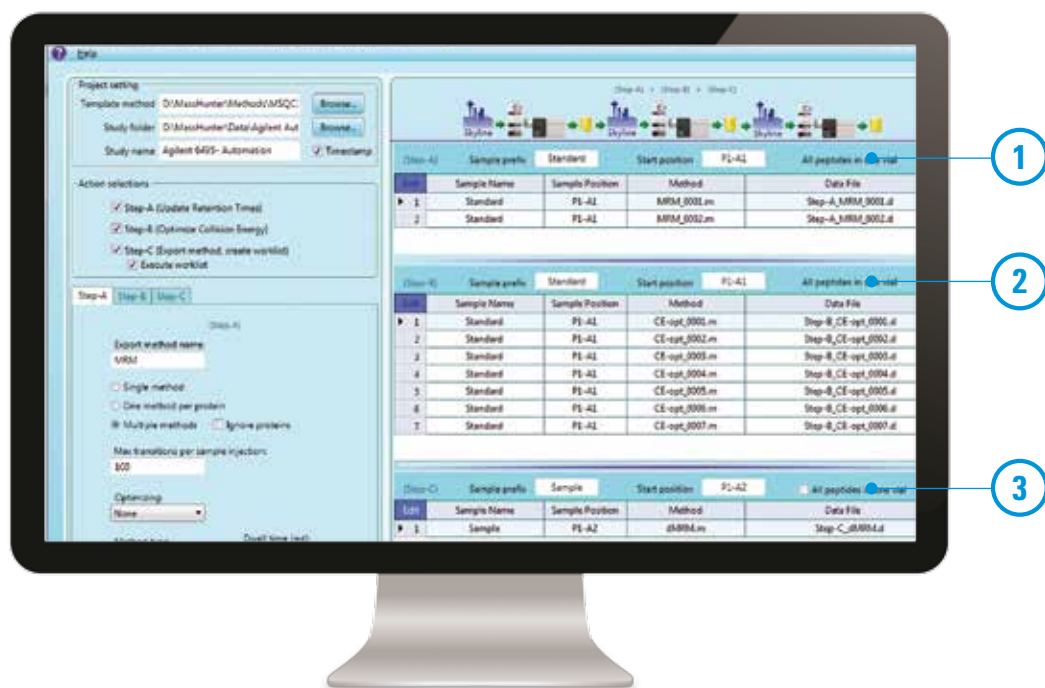 Help
Project setting
Template method D:\MassHunter\Methods\MSQC Browse...
Study folder D:\MassHunter\Data\Agilent Aut Browse...
Study name Agilent 6495- Automation Timestamp
Action selections
Step-A (Update Retention Times)
Step-B (Optimize Collision Energy)
Step-C (Export method, create worklist)
Execute worklist
Step-A Step-B Step-C
(Step-A)
Export method name
MRM
Single method
One method per protein
Multiple methods Ignore proteins
Max transitions per sample injection:
100
Optimizing
None
Method type Dwell time (ms):
(Step-A) + (Step-B) + (Step-C)
Skyline Skyline Skyline
(Step-A) Sample prefix Standard Start position P1-A1 All peptides in vial
1
Edit Sample Name Sample Position Method Data File
1 Standard P1-A1 MRM_0001.m Step-A_MRM_0001.d
2 Standard P1-A1 MRM_0002.m Step-A_MRM_0002.d
(Step-B) Sample prefix Standard Start position P1-A1 All peptides in vial
2
Edit Sample Name Sample Position Method Data File
1 Standard P1-A1 CE-opt_0001.m Step-B_CE-opt_0001.d
2 Standard P1-A1 CE-opt_0002.m Step-B_CE-opt_0002.d
3 Standard P1-A1 CE-opt_0003.m Step-B_CE-opt_0003.d
4 Standard P1-A1 CE-opt_0004.m Step-B_CE-opt_0004.d
5 Standard P1-A1 CE-opt_0005.m Step-B_CE-opt_0005.d
6 Standard P1-A1 CE-opt_0006.m Step-B_CE-opt_0006.d
7 Standard P1-A1 CE-opt_0007.m Step-B_CE-opt_0007.d
(Step-C) Sample prefix Sample Start position P1-A2 All peptides vial
3
Edit Sample Name Sample Position Method Data File
1 Sample P1-A2 dMRM.m Step-C_dMRM.d